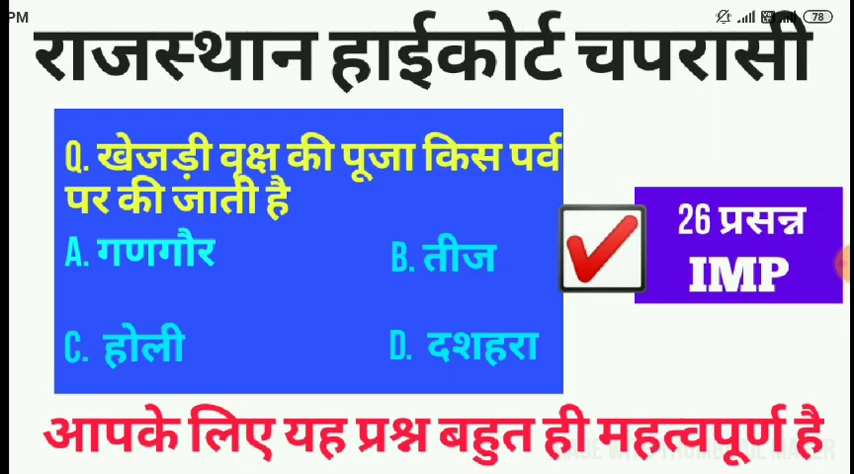 PM
78
राजस्थान हाईकोर्ट चपरासी
Q. खेजड़ी वृक्ष की पूजा किस पर्व
पर की जाती है
A. गणगौर
B. तीज
C. होली
D. दशहरा
26 प्रसन्न
IMP
आपके लिए यह प्रश्न बहुत ही महत्वपूर्ण है